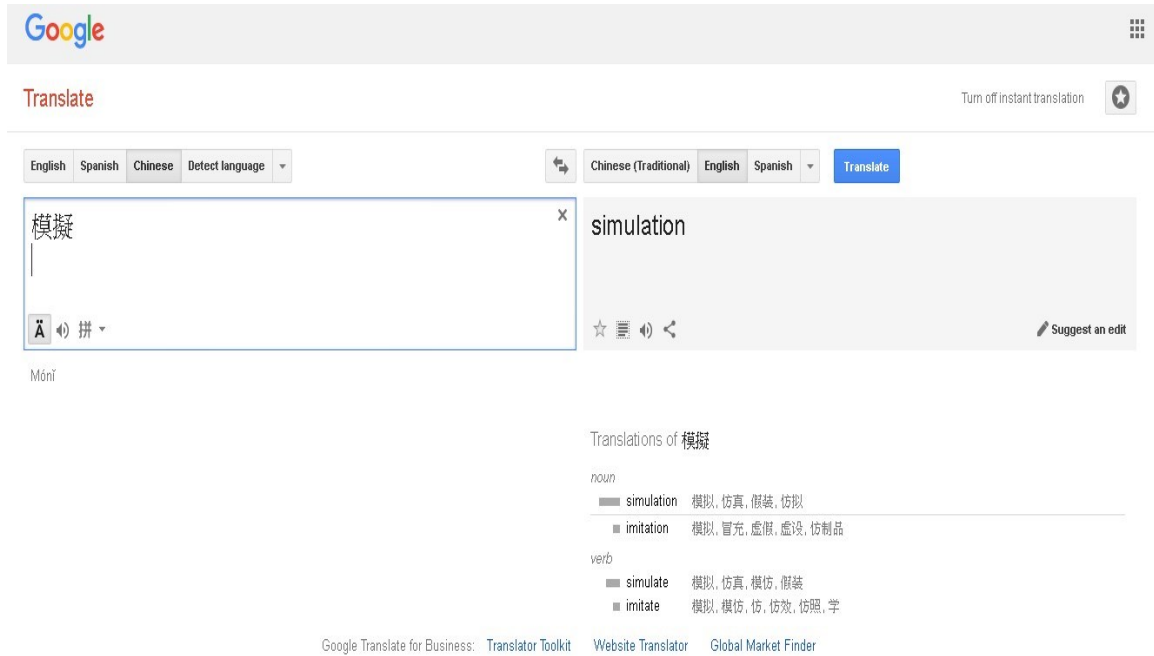 Google
Translate
Turn off instant translation
English Spanish Chinese Detect language
Chinese (Traditional) English Spanish Translate
模擬
simulation
Ä 拼
Suggest an edit
Mónǐ
Translations of 模擬
noun
simulation 模拟, 仿真, 假装, 仿拟
imitation 模拟, 冒充, 虚假, 虚设, 仿制品
verb
simulate 模拟, 仿真, 模仿, 假装
imitate 模拟, 模仿, 仿, 仿效, 仿照, 学
Google Translate for Business: Translator Toolkit Website Translator Global Market Finder